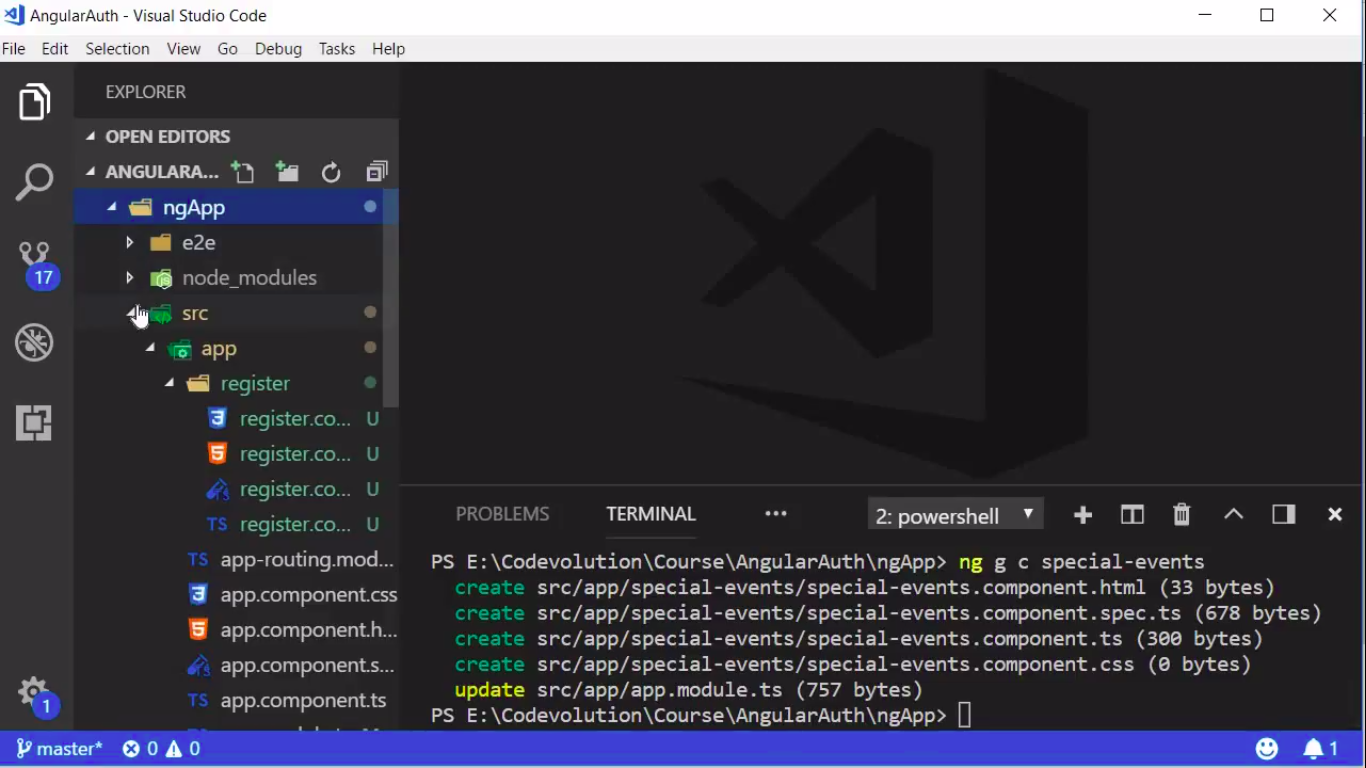 AngularAuth - Visual Studio Code
File Edit Selection View Go Debug Tasks Help
EXPLORER
OPEN EDITORS
ANGULARA...
ngApp
e2e
node_modules
src
app
register
register.co... U
register.co... U
register.co... U
TS register.co... U
TS app-routing.mod...
app.component.css
app.component.h...
app.component.s...
TS app.component.ts
17
1
PROBLEMS TERMINAL ... 2: powershell
PS E:\Codevolution\Course\AngularAuth\ngApp> ng g c special-events
create src/app/special-events/special-events.component.html (33 bytes)
create src/app/special-events/special-events.component.spec.ts (678 bytes)
create src/app/special-events/special-events.component.ts (300 bytes)
create src/app/special-events/special-events.component.css (0 bytes)
update src/app/app.module.ts (757 bytes)
PS E:\Codevolution\Course\AngularAuth\ngApp>
master* 0 0 1